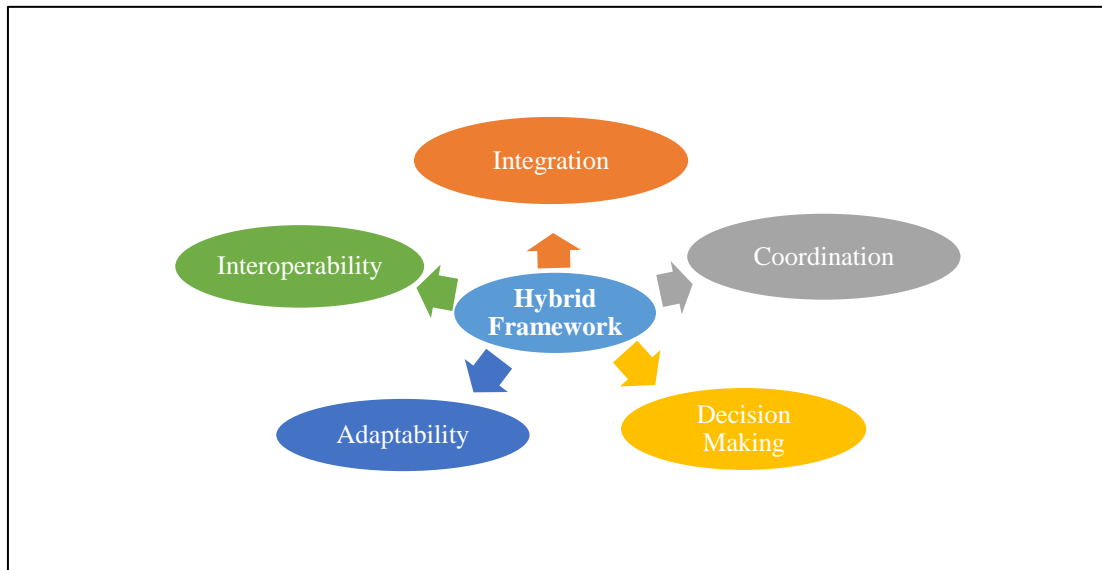 Integration
Interoperability
Coordination
Hybrid
Framework
Adaptability
Decision
Making